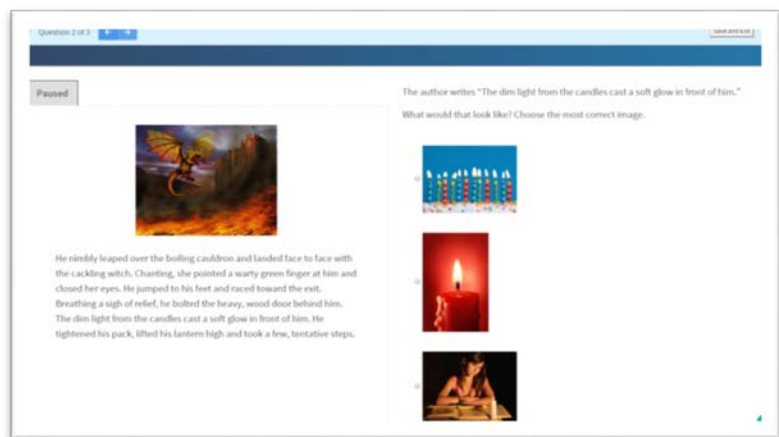 Question 2 of 3
Save and Exit
Paused
He nimbly leaped over the boiling cauldron and landed face to face with
the cackling witch. Chanting, she pointed a warty green finger at him and
closed her eyes. He jumped to his feet and raced toward the exit.
Breathing a sigh of relief, he bolted the heavy, wood door behind him.
The dim light from the candles cast a soft glow in front of him. He
tightened his pack, lifted his lantern high and took a few, tentative steps.
The author writes "The dim light from the candles cast a soft glow in front of him."
What would that look like? Choose the most correct image.